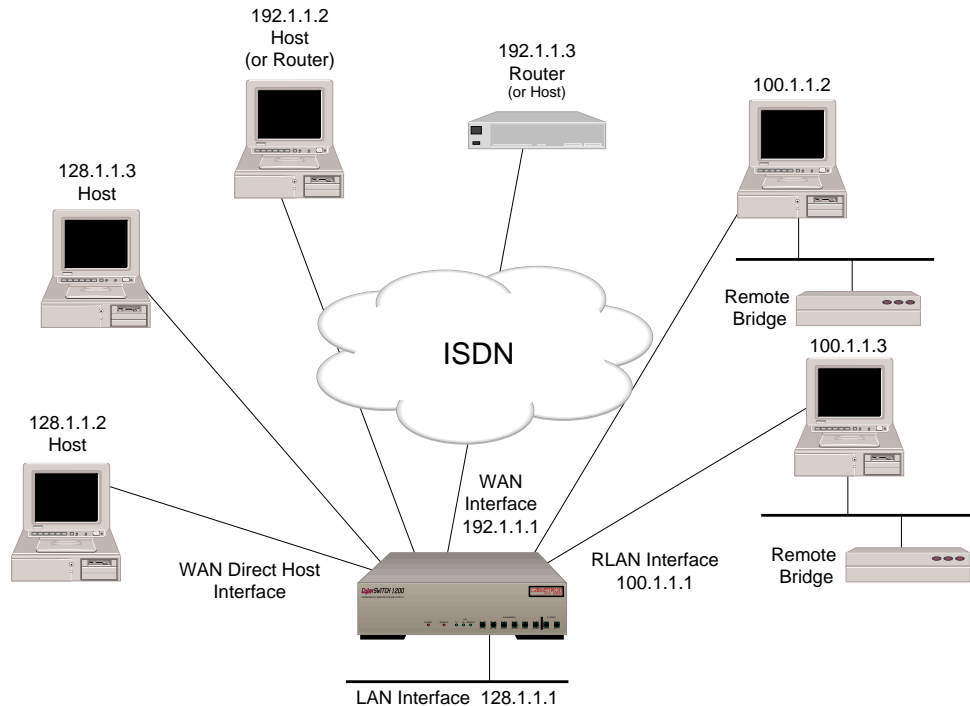 192.1.1.2
Host
(or Router)
192.1.1.3
Router
(or Host)
100.1.1.2
128.1.1.3
Host
Remote
Bridge
ISDN
100.1.1.3
128.1.1.2
Host
WAN
Interface
192.1.1.1
WAN Direct Host
Interface
RLAN Interface
100.1.1.1
Remote
Bridge
CyberSWITCH 1200
LAN Interface 128.1.1.1